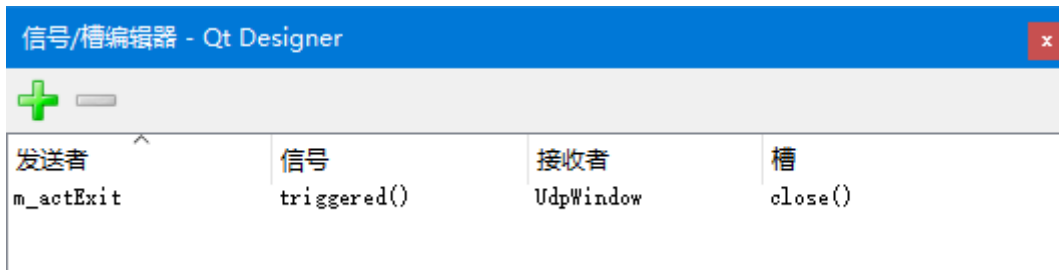 信号/槽编辑器 - Qt Designer
x
发送者 信号 接收者 槽
m_actExit triggered() UdpWindow close()